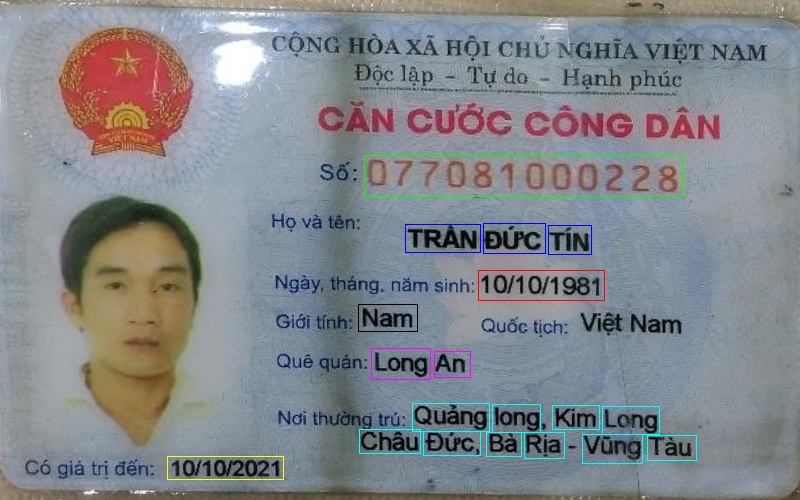 CỘNG HÒA XÃ HỘI CHỦ NGHĨA VIỆT NAM
Độc lập - Tự do - Hạnh phúc
CĂN CƯỚC CÔNG DÂN
Số: 077081000228
Họ và tên:
TRẦN ĐỨC TÍN
Ngày, tháng, năm sinh: 10/10/1981
Giới tính: Nam Quốc tịch: Việt Nam
Quê quán: Long An
Nơi thường trú: Quảng long, Kim Long
Châu Đức, Bà Rịa - Vũng Tàu
Có giá trị đến: 10/10/2021